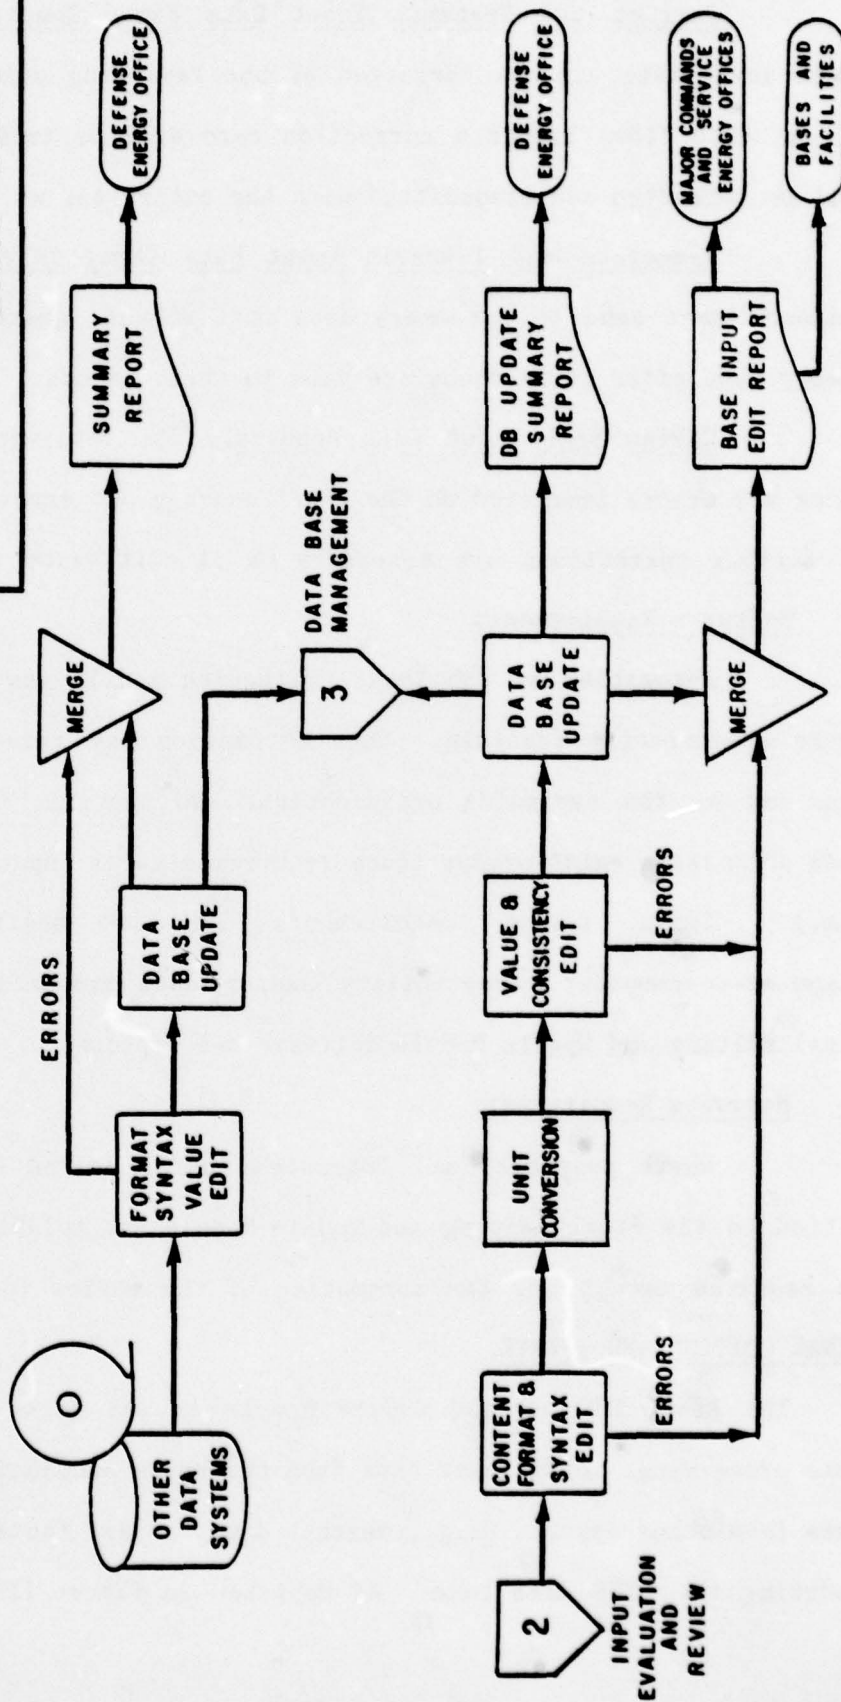 OTHER
DATA
SYSTEMS
FORMAT
SYNTAX
VALUE
EDIT
ERRORS
DATA
BASE
UPDATE
MERGE
SUMMARY
REPORT
DEFENSE
ENERGY OFFICE
3
DATA BASE
MANAGEMENT
2
INPUT
EVALUATION
AND
REVIEW
CONTENT
FORMAT &
SYNTAX
EDIT
ERRORS
UNIT
CONVERSION
VALUE &
CONSISTENCY
EDIT
ERRORS
DATA
BASE
UPDATE
DB UPDATE
SUMMARY
REPORT
DEFENSE
ENERGY OFFICE
MERGE
BASE INPUT
EDIT REPORT
MAJOR COMMANDS
AND SERVICE
ENERGY OFFICES
BASES AND
FACILITIES